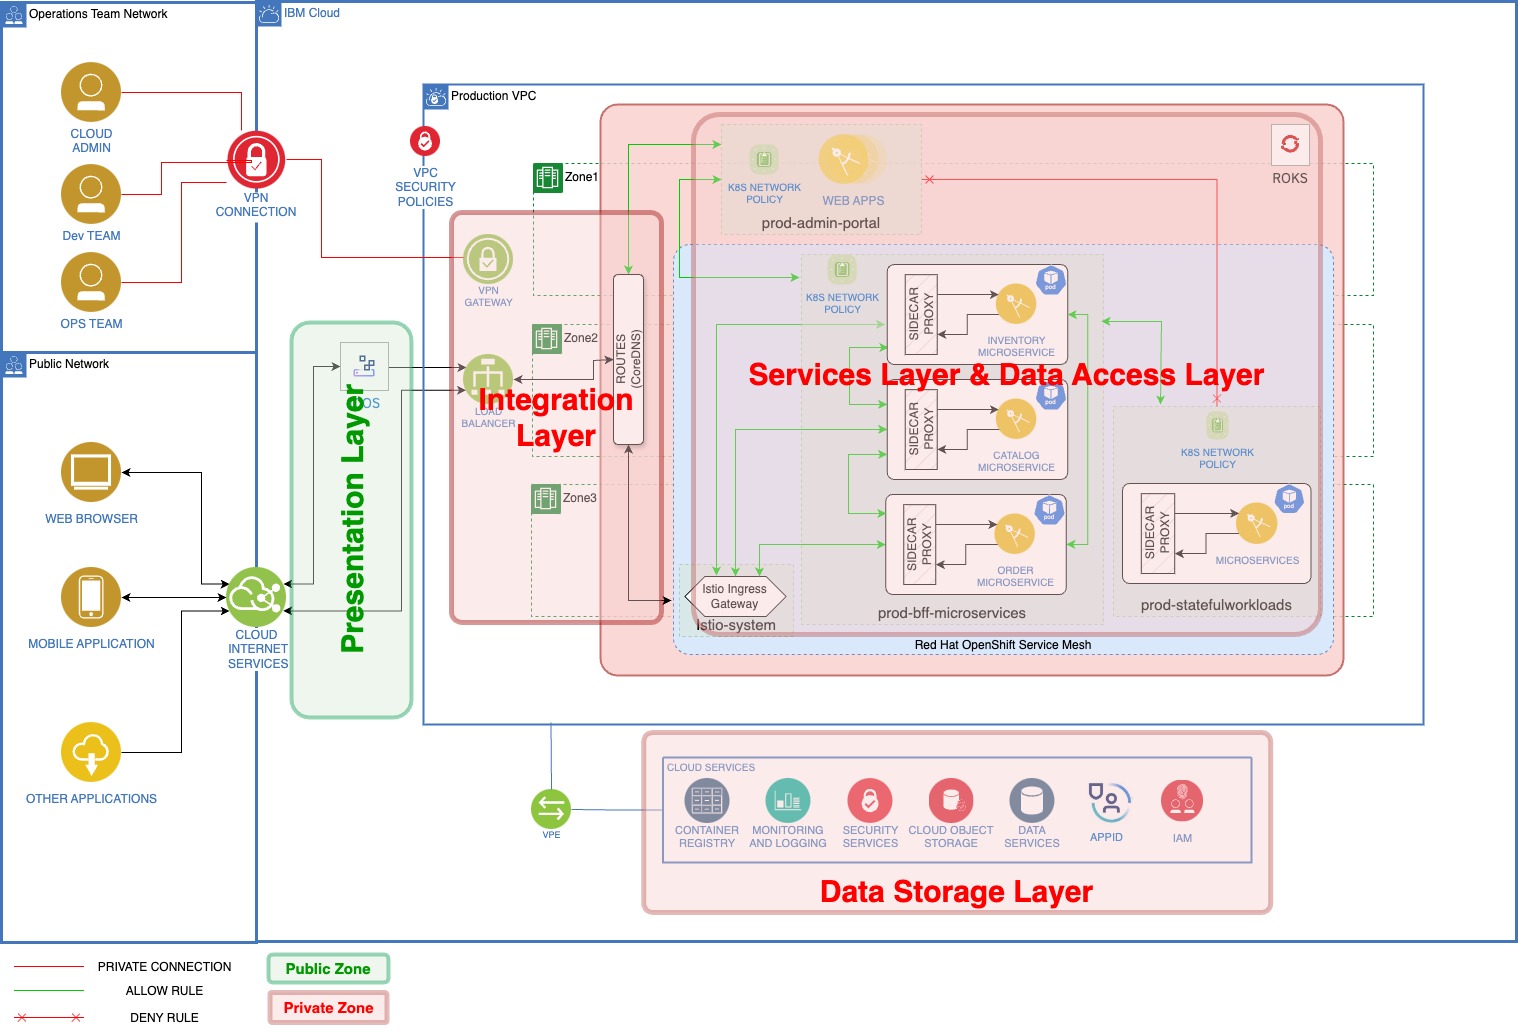 Operations Team Network
IBM Cloud
CLOUD
ADMIN
Dev TEAM
OPS TEAM
VPN
CONNECTION
Public Network
WEB BROWSER
MOBILE APPLICATION
OTHER APPLICATIONS
CLOUD
INTERNET
SERVICES
OS
Presentation Layer
Production VPC
VPC
SECURITY
POLICIES
VPN
GATEWAY
LOAD
BALANCER
Integration
Layer
Zone1
Zone2
Zone3
ROUTES
(CoreDNS)
K8S NETWORK
POLICY
WEB APPS
prod-admin-portal
ROKS
K8S NETWORK
POLICY
SIDECAR
PROXY
pod
INVENTORY
MICROSERVICE
Services Layer & Data Access Layer
SIDECAR
PROXY
pod
CATALOG
MICROSERVICE
SIDECAR
PROXY
pod
ORDER
MICROSERVICE
prod-bff-microservices
K8S NETWORK
POLICY
SIDECAR
PROXY
pod
MICROSERVICES
prod-statefulworkloads
Istio Ingress
Gateway
Istio-system
Red Hat OpenShift Service Mesh
VPE
CLOUD SERVICES
CONTAINER
REGISTRY
MONITORING
AND LOGGING
SECURITY
SERVICES
CLOUD OBJECT
STORAGE
DATA
SERVICES
APPID
IAM
Data Storage Layer
PRIVATE CONNECTION
ALLOW RULE
DENY RULE
Public Zone
Private Zone